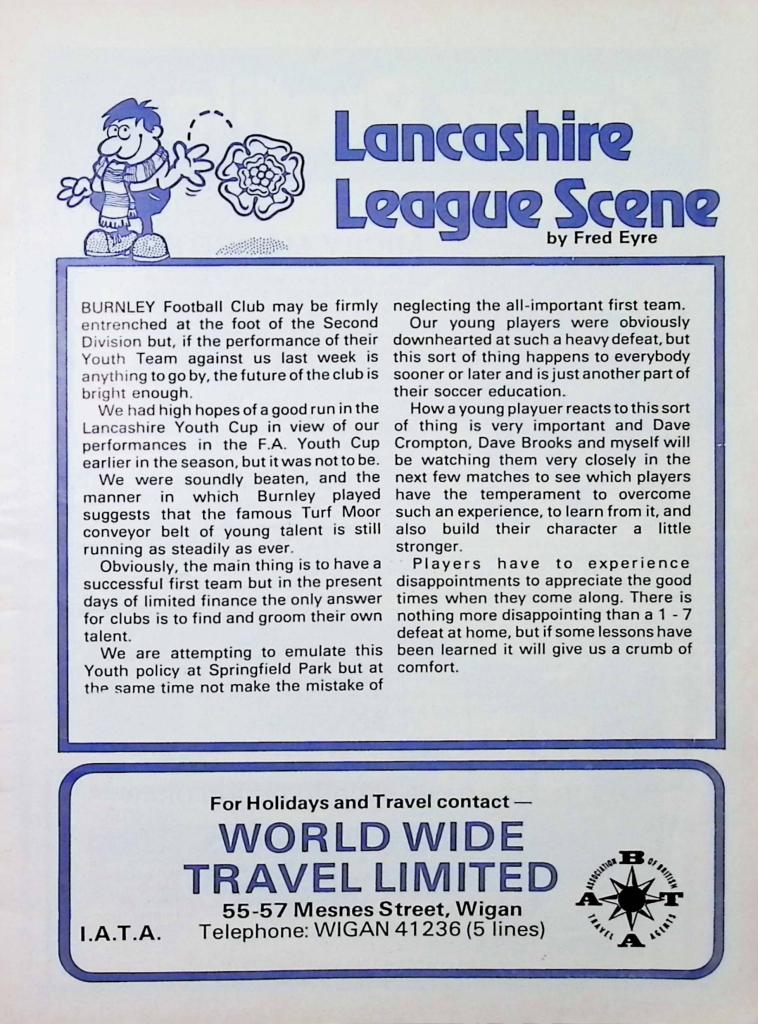 Lancashire
League Scene
by Fred Eyre
BURNLEY Football Club may be firmly
entrenched at the foot of the Second
Division but, if the performance of their
Youth Team against us last week is
anything to go by, the future of the club is
bright enough.
We had high hopes of a good run in the
Lancashire Youth Cup in view of our
performances in the F.A. Youth Cup
earlier in the season, but it was not to be.
We were soundly beaten, and the
manner in which Burnley played
suggests that the famous Turf Moor
conveyor belt of young talent is still
running as steadily as ever.
Obviously, the main thing is to have a
successful first team but in the present
days of limited finance the only answer
for clubs is to find and groom their own
talent.
We are attempting to emulate this
Youth policy at Springfield Park but at
the same time not make the mistake of
neglecting the all-important first team.
Our young players were obviously
downhearted at such a heavy defeat, but
this sort of thing happens to everybody
sooner or later and is just another part of
their soccer education.
How a young playuer reacts to this sort
of thing is very important and Dave
Crompton, Dave Brooks and myself will
be watching them very closely in the
next few matches to see which players
have the temperament to overcome
such an experience, to learn from it, and
also build their character a little
stronger.
Players have to experience
disappointments to appreciate the good
times when they come along. There is
nothing more disappointing than a 1 - 7
defeat at home, but if some lessons have
been learned it will give us a crumb of
comfort.
For Holidays and Travel contact —
WORLD WIDE
TRAVEL LIMITED
55-57 Mesnes Street, Wigan
I.A.T.A.
Telephone: WIGAN 41236 (5 lines)
ABTA
ASSOCIATION OF BRITISH TRAVEL AGENTS